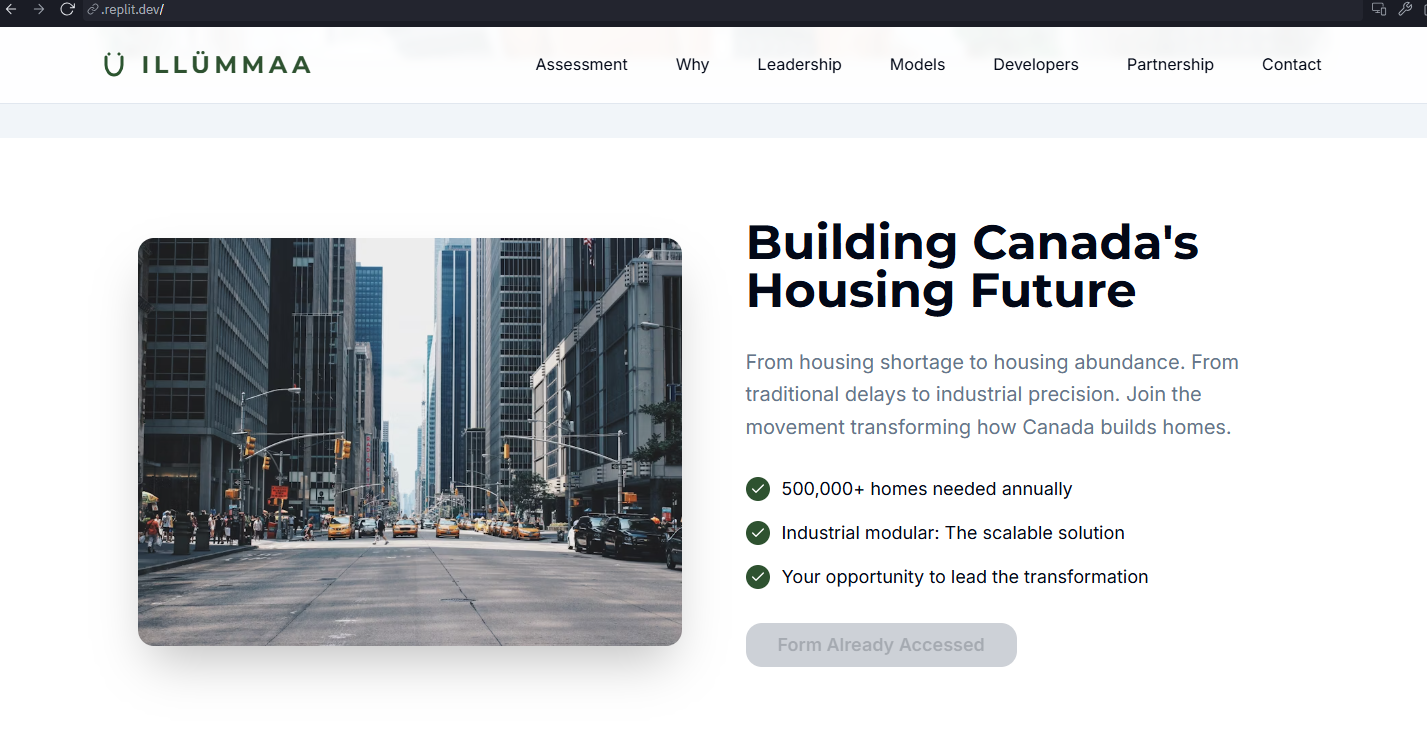 .replit.dev/
ILLÜMMAA
Assessment
Why
Leadership
Models
Developers
Partnership
Contact
Building Canada's
Housing Future
From housing shortage to housing abundance. From
traditional delays to industrial precision. Join the
movement transforming how Canada builds homes.
500,000+ homes needed annually
Industrial modular: The scalable solution
Your opportunity to lead the transformation
Form Already Accessed